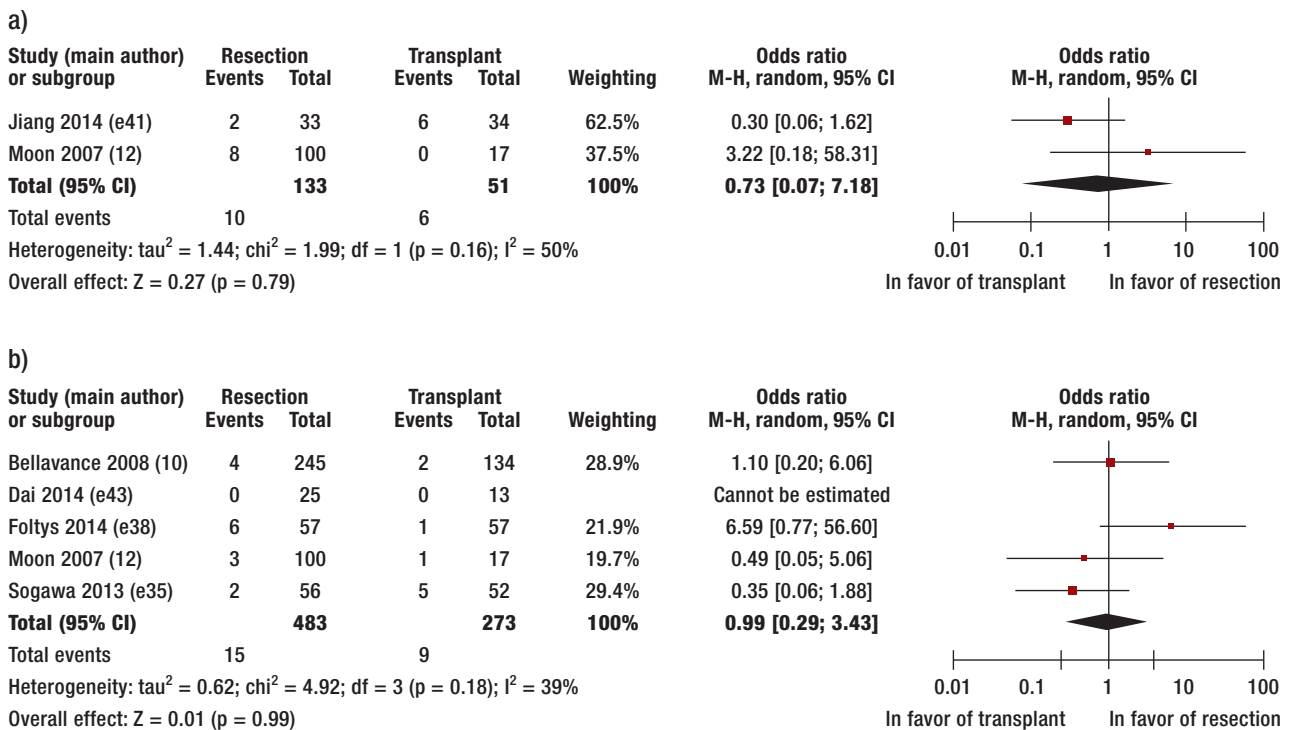 a)
Study (main author) Resection Transplant Odds ratio Odds ratio
or subgroup Events Total Events Total Weighting M-H, random, 95% CI M-H, random, 95% CI
Jiang 2014 (e41) 2 33 6 34 62.5% 0.30 [0.06; 1.62]
Moon 2007 (12) 8 100 0 17 37.5% 3.22 [0.18; 58.31]
Total (95% CI) 133 51 100% 0.73 [0.07; 7.18]
Total events 10 6
Heterogeneity: tau² = 1.44; chi² = 1.99; df = 1 (p = 0.16); I² = 50%
0.01 0.1 1 10 100
Overall effect: Z = 0.27 (p = 0.79)
In favor of transplant In favor of resection
b)
Study (main author) Resection Transplant Odds ratio Odds ratio
or subgroup Events Total Events Total Weighting M-H, random, 95% CI M-H, random, 95% CI
Bellavance 2008 (10) 4 245 2 134 28.9% 1.10 [0.20; 6.06]
Dai 2014 (e43) 0 25 0 13 Cannot be estimated
Foltys 2014 (e38) 6 57 1 57 21.9% 6.59 [0.77; 56.60]
Moon 2007 (12) 3 100 1 17 19.7% 0.49 [0.05; 5.06]
Sogawa 2013 (e35) 2 56 5 52 29.4% 0.35 [0.06; 1.88]
Total (95% CI) 483 273 100% 0.99 [0.29; 3.43]
Total events 15 9
Heterogeneity: tau² = 0.62; chi² = 4.92; df = 3 (p = 0.18); I² = 39%
0.01 0.1 1 10 100
Overall effect: Z = 0.01 (p = 0.99)
In favor of transplant In favor of resection